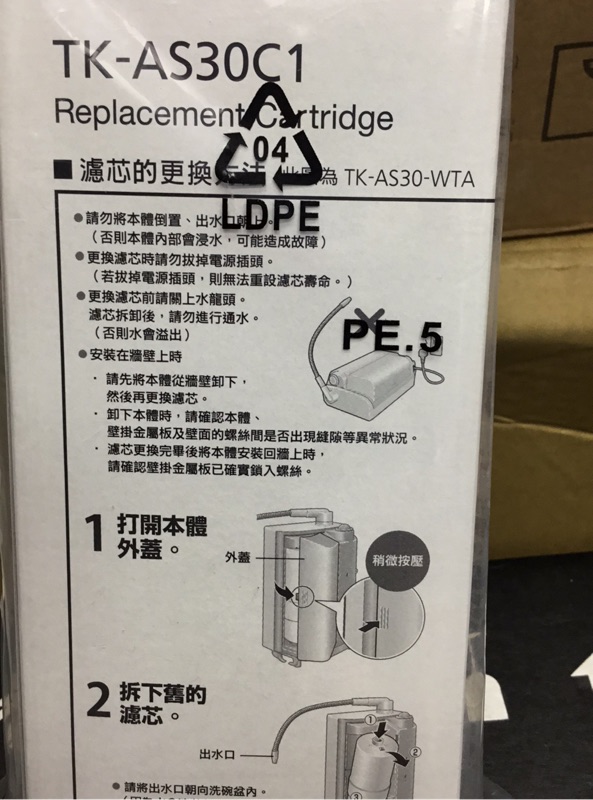 TK-AS30C1
Replacement Cartridge
04
LDPE
■ 濾芯的更換方法 此圖為 TK-AS30-WTA
●請勿將本體倒置、出水口朝上。
（否則本體內部會浸水，可能造成故障）
●更換濾芯時請勿拔掉電源插頭。
（若拔掉電源插頭，則無法重設濾芯壽命。）
●更換濾芯前請關上水龍頭。
濾芯拆卸後，請勿進行通水。
（否則水會溢出）
PE.5
●安裝在牆壁上時
・請先將本體從牆壁卸下，
然後再更換濾芯。
・卸下本體時，請確認本體、
壁掛金屬板及壁面的螺絲間是否出現縫隙等異常狀況。
・濾芯更換完畢後將本體安裝回牆上時，
請確認壁掛金屬板已確實鎖入螺絲。
1 打開本體
外蓋。
外蓋
稍微按壓
2 拆下舊的
濾芯。
①
②
出水口
③
●請將出水口朝向洗碗盆內。